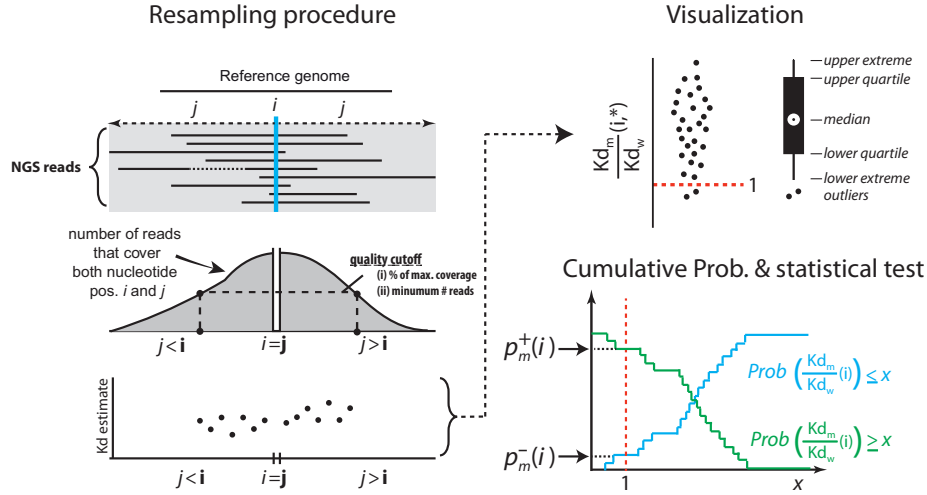 Resampling procedure
Reference genome
j i j
NGS reads
number of reads
that cover
both nucleotide
pos. i and j
quality cutoff
(i) % of max. coverage
(ii) minumum # reads
j<i i=j j>i
Kd estimate
j<i i=j j>i
Visualization
Kd_m
Kd_w
(i,*)
1
upper extreme
upper quartile
median
lower quartile
lower extreme
outliers
Cumulative Prob. & statistical test
p_m^+(i)
p_m^-(i)
Prob (Kd_m/Kd_w (i)) ≤ x
Prob (Kd_m/Kd_w (i)) ≥ x
1 x